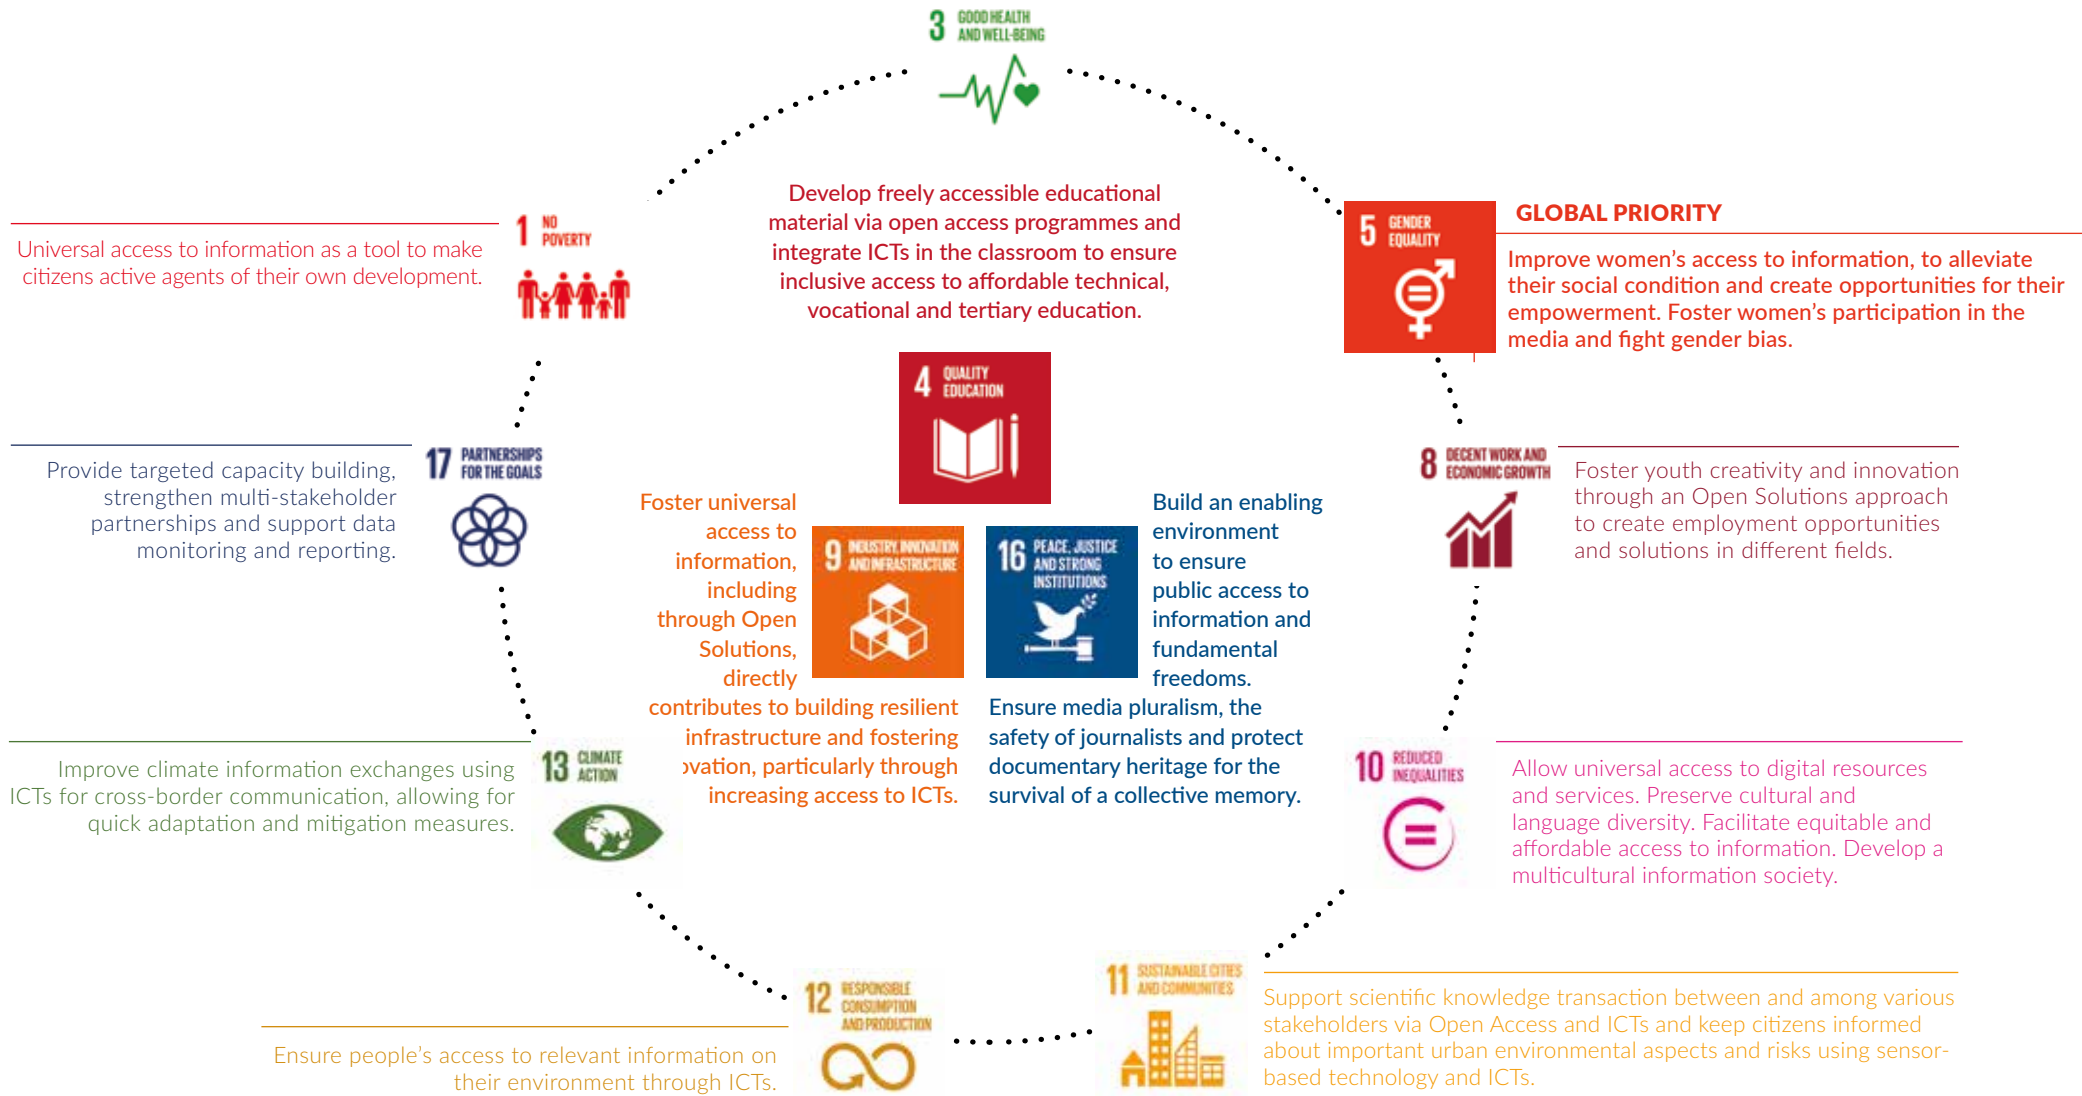 3 GOOD HEALTH
AND WELL-BEING
Develop freely accessible educational
material via open access programmes and
integrate ICTs in the classroom to ensure
inclusive access to affordable technical,
vocational and tertiary education.
1 NO
POVERTY
Universal access to information as a tool to make
citizens active agents of their own development.
5 GENDER
EQUALITY
GLOBAL PRIORITY
Improve women's access to information, to alleviate
their social condition and create opportunities for their
empowerment. Foster women's participation in the
media and fight gender bias.
4 QUALITY
EDUCATION
17 PARTNERSHIPS
FOR THE GOALS
Provide targeted capacity building,
strengthen multi-stakeholder
partnerships and support data
monitoring and reporting.
8 DECENT WORK AND
ECONOMIC GROWTH
Foster youth creativity and innovation
through an Open Solutions approach
to create employment opportunities
and solutions in different fields.
Foster universal
access to
information,
including
through Open
Solutions,
directly
contributes to building resilient
infrastructure and fostering
ovation, particularly through
increasing access to ICTs.
9 INDUSTRY, INNOVATION
AND INFRASTRUCTURE
16 PEACE, JUSTICE
AND STRONG
INSTITUTIONS
Build an enabling
environment
to ensure
public access to
information and
fundamental
freedoms.
Ensure media pluralism, the
safety of journalists and protect
documentary heritage for the
survival of a collective memory.
13 CLIMATE
ACTION
Improve climate information exchanges using
ICTs for cross-border communication, allowing for
quick adaptation and mitigation measures.
10 REDUCED
INEQUALITIES
Allow universal access to digital resources
and services. Preserve cultural and
language diversity. Facilitate equitable and
affordable access to information. Develop a
multicultural information society.
12 RESPONSIBLE
CONSUMPTION
AND PRODUCTION
Ensure people's access to relevant information on
their environment through ICTs.
11 SUSTAINABLE CITIES
AND COMMUNITIES
Support scientific knowledge transaction between and among various
stakeholders via Open Access and ICTs and keep citizens informed
about important urban environmental aspects and risks using sensor-
based technology and ICTs.